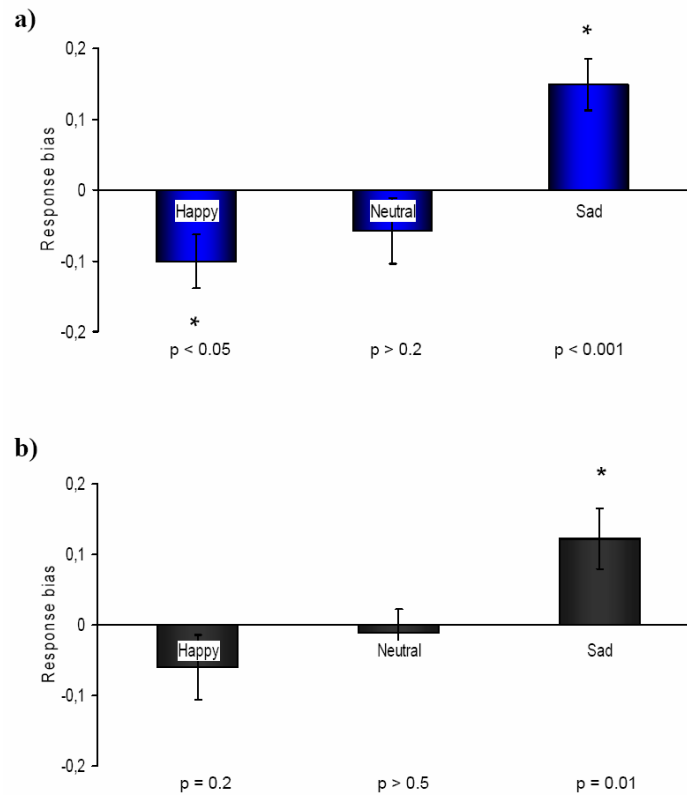 a)
*
0,2
0,1
0
-0,1
-0,2
Response bias
Happy
Neutral
Sad
*
p < 0.05
p > 0.2
p < 0.001
b)
*
0,2
0,1
0
-0,1
-0,2
Response bias
Happy
Neutral
Sad
p = 0.2
p > 0.5
p = 0.01